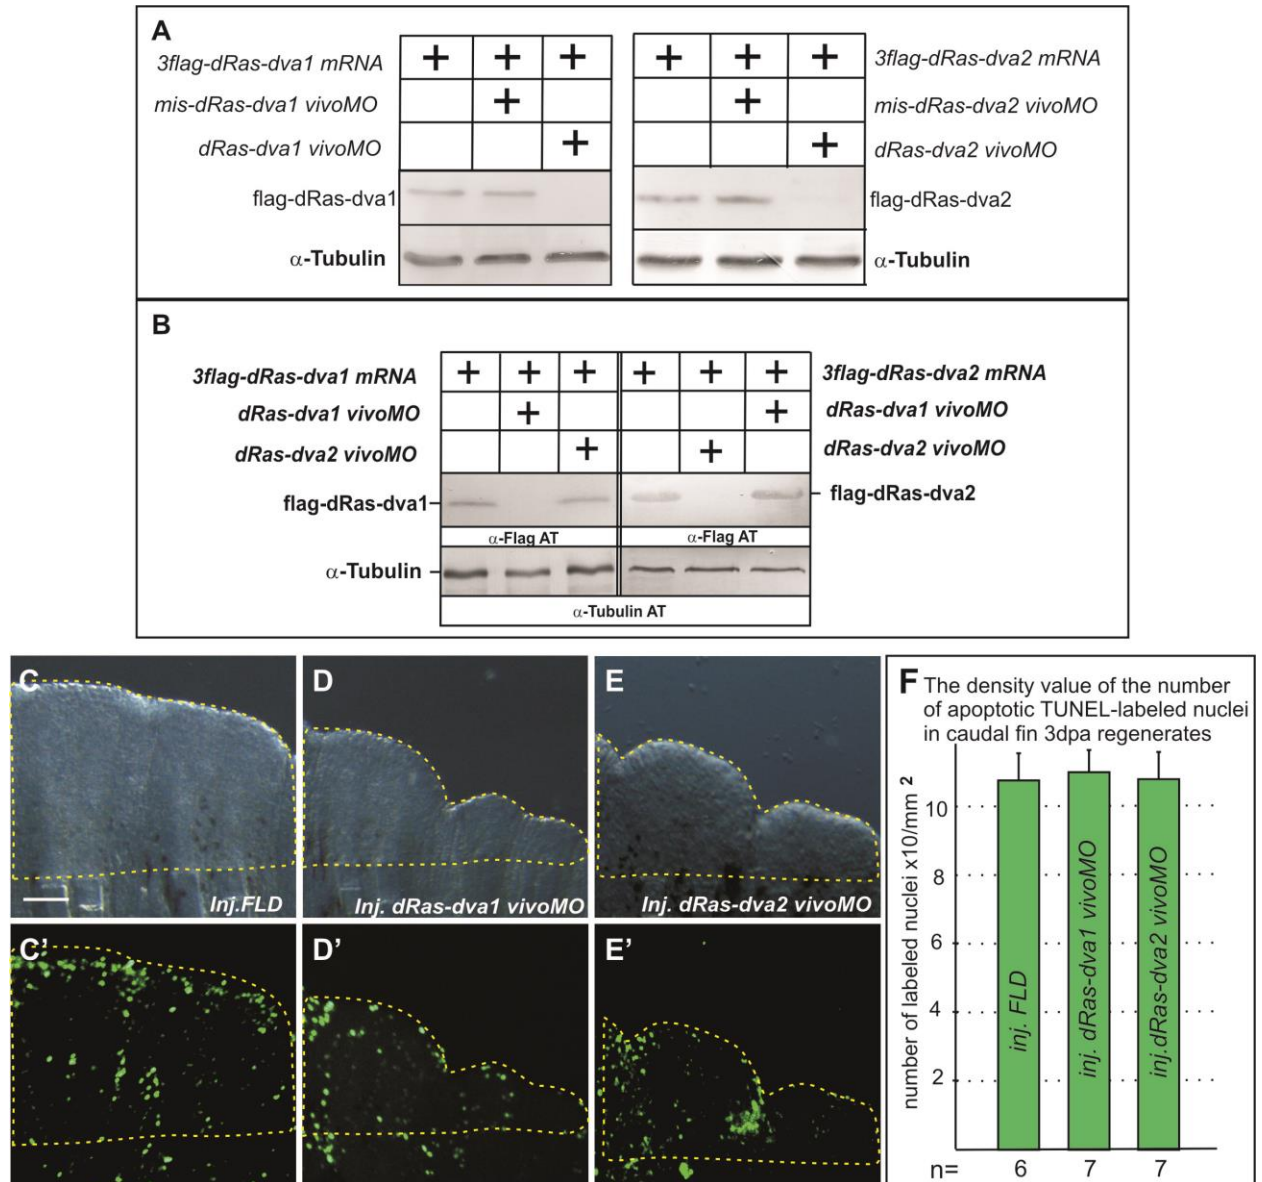 A
3flag-dRas-dva1 mRNA + + +
mis-dRas-dva1 vivoMO +
dRas-dva1 vivoMO +
flag-dRas-dva1
α-Tubulin
+ + + 3flag-dRas-dva2 mRNA
+ mis-dRas-dva2 vivoMO
+ dRas-dva2 vivoMO
flag-dRas-dva2
α-Tubulin
B
3flag-dRas-dva1 mRNA + + + + + + 3flag-dRas-dva2 mRNA
dRas-dva1 vivoMO + + dRas-dva1 vivoMO
dRas-dva2 vivoMO + + dRas-dva2 vivoMO
flag-dRas-dva1 flag-dRas-dva2
α-Flag AT α-Flag AT
α-Tubulin
α-Tubulin AT
C
Inj.FLD
D
Inj. dRas-dva1 vivoMO
E
Inj. dRas-dva2 vivoMO
C'
D'
E'
F The density value of the number
of apoptotic TUNEL-labeled nuclei
in caudal fin 3dpa regenerates
number of labeled nuclei x10/mm 2
10
8
6
4
2
inj. FLD
inj. dRas-dva1 vivoMO
inj.dRas-dva2 vivoMO
n= 6 7 7